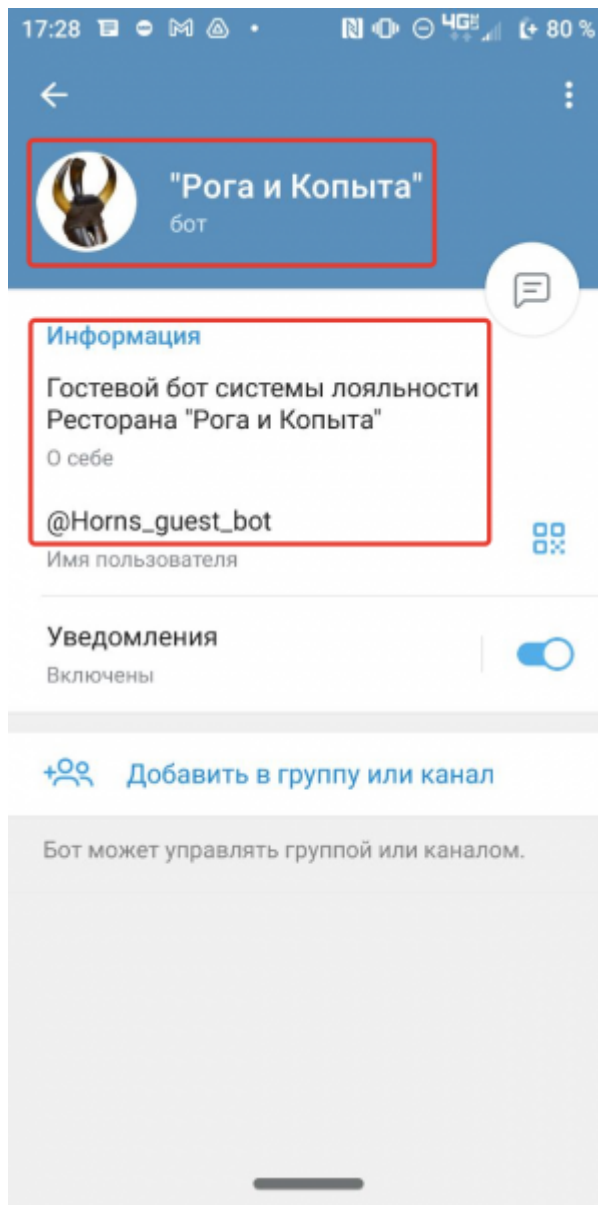 17:28
4G
80 %
"Рога и Копыта"
бот
Информация
Гостевой бот системы лояльности
Ресторана "Рога и Копыта"
О себе
@Horns_guest_bot
Имя пользователя
Уведомления
Включены
Добавить в группу или канал
Бот может управлять группой или каналом.